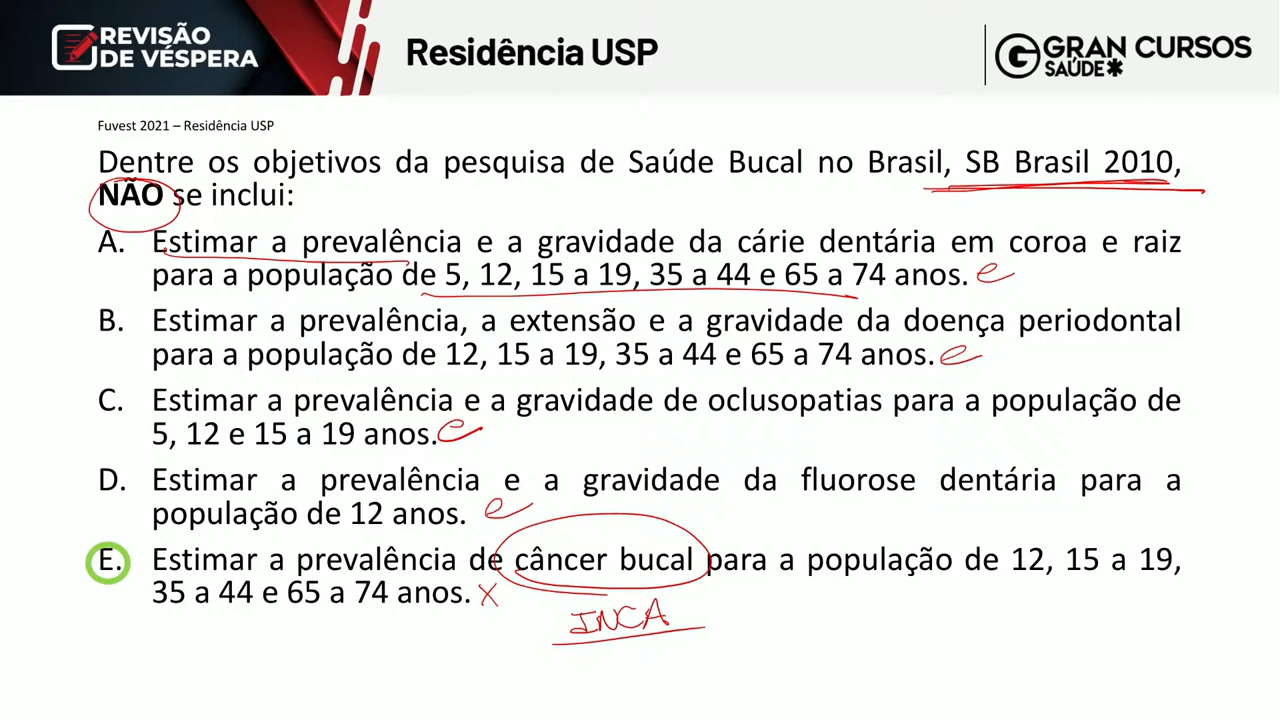 REVISÃO
DE VÉSPERA
Residência USP
GRAN CURSOS
SAÚDE
Fuvest 2021 – Residência USP
Dentre os objetivos da pesquisa de Saúde Bucal no Brasil, SB Brasil 2010,
NÃO se inclui:
A. Estimar a prevalência e a gravidade da cárie dentária em coroa e raiz
para a população de 5, 12, 15 a 19, 35 a 44 e 65 a 74 anos. e
B. Estimar a prevalência, a extensão e a gravidade da doença periodontal
para a população de 12, 15 a 19, 35 a 44 e 65 a 74 anos. e
C. Estimar a prevalência e a gravidade de oclusopatias para a população de
5, 12 e 15 a 19 anos. e
D. Estimar a prevalência e a gravidade da fluorose dentária para a
população de 12 anos. e
E. Estimar a prevalência de câncer bucal para a população de 12, 15 a 19,
35 a 44 e 65 a 74 anos. X
INCA